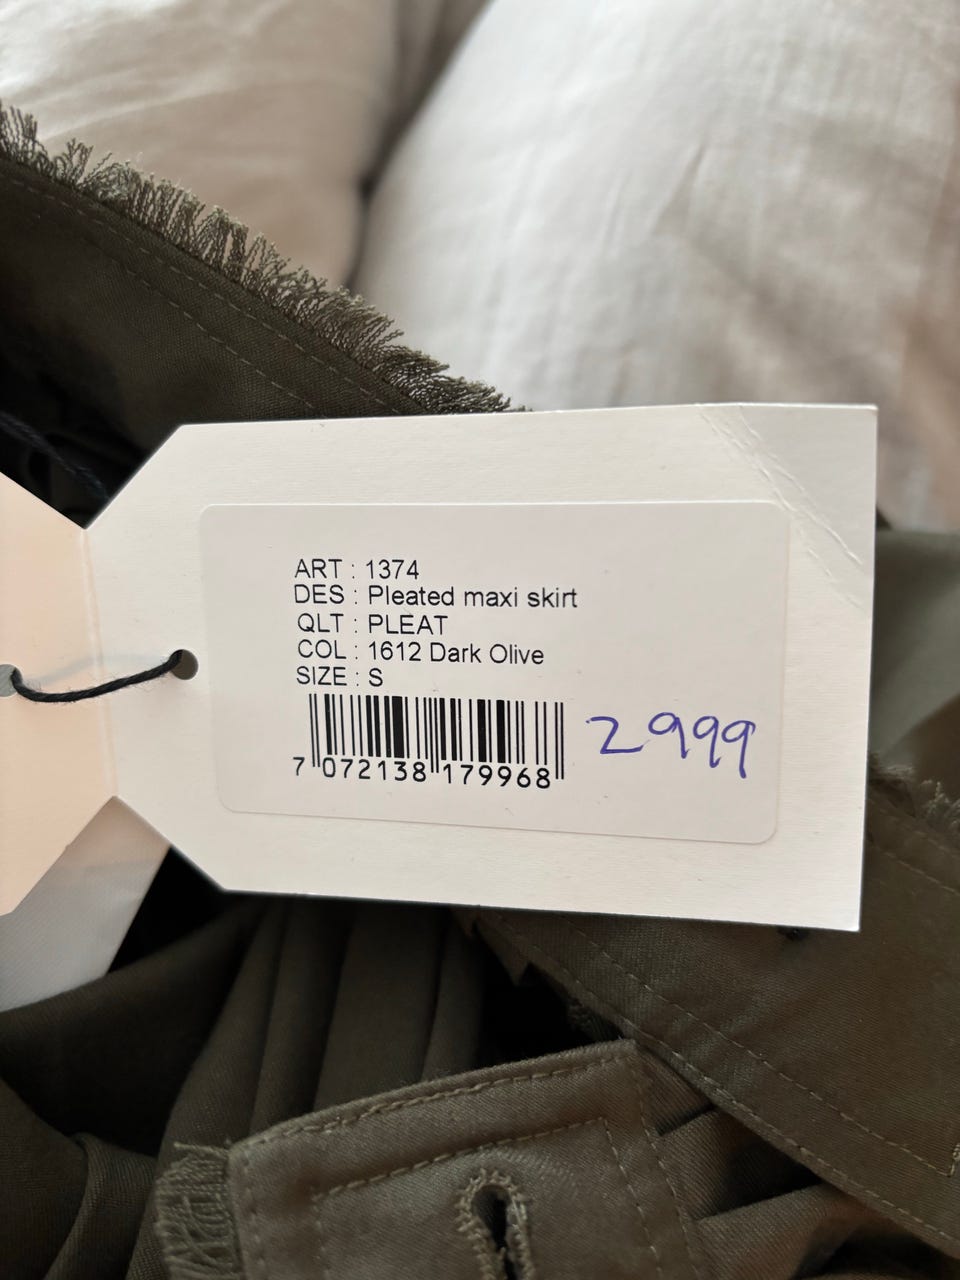 ART : 1374
DES : Pleated maxi skirt
QLT : PLEAT
COL : 1612 Dark Olive
SIZE : S
2999
7 072138 179968